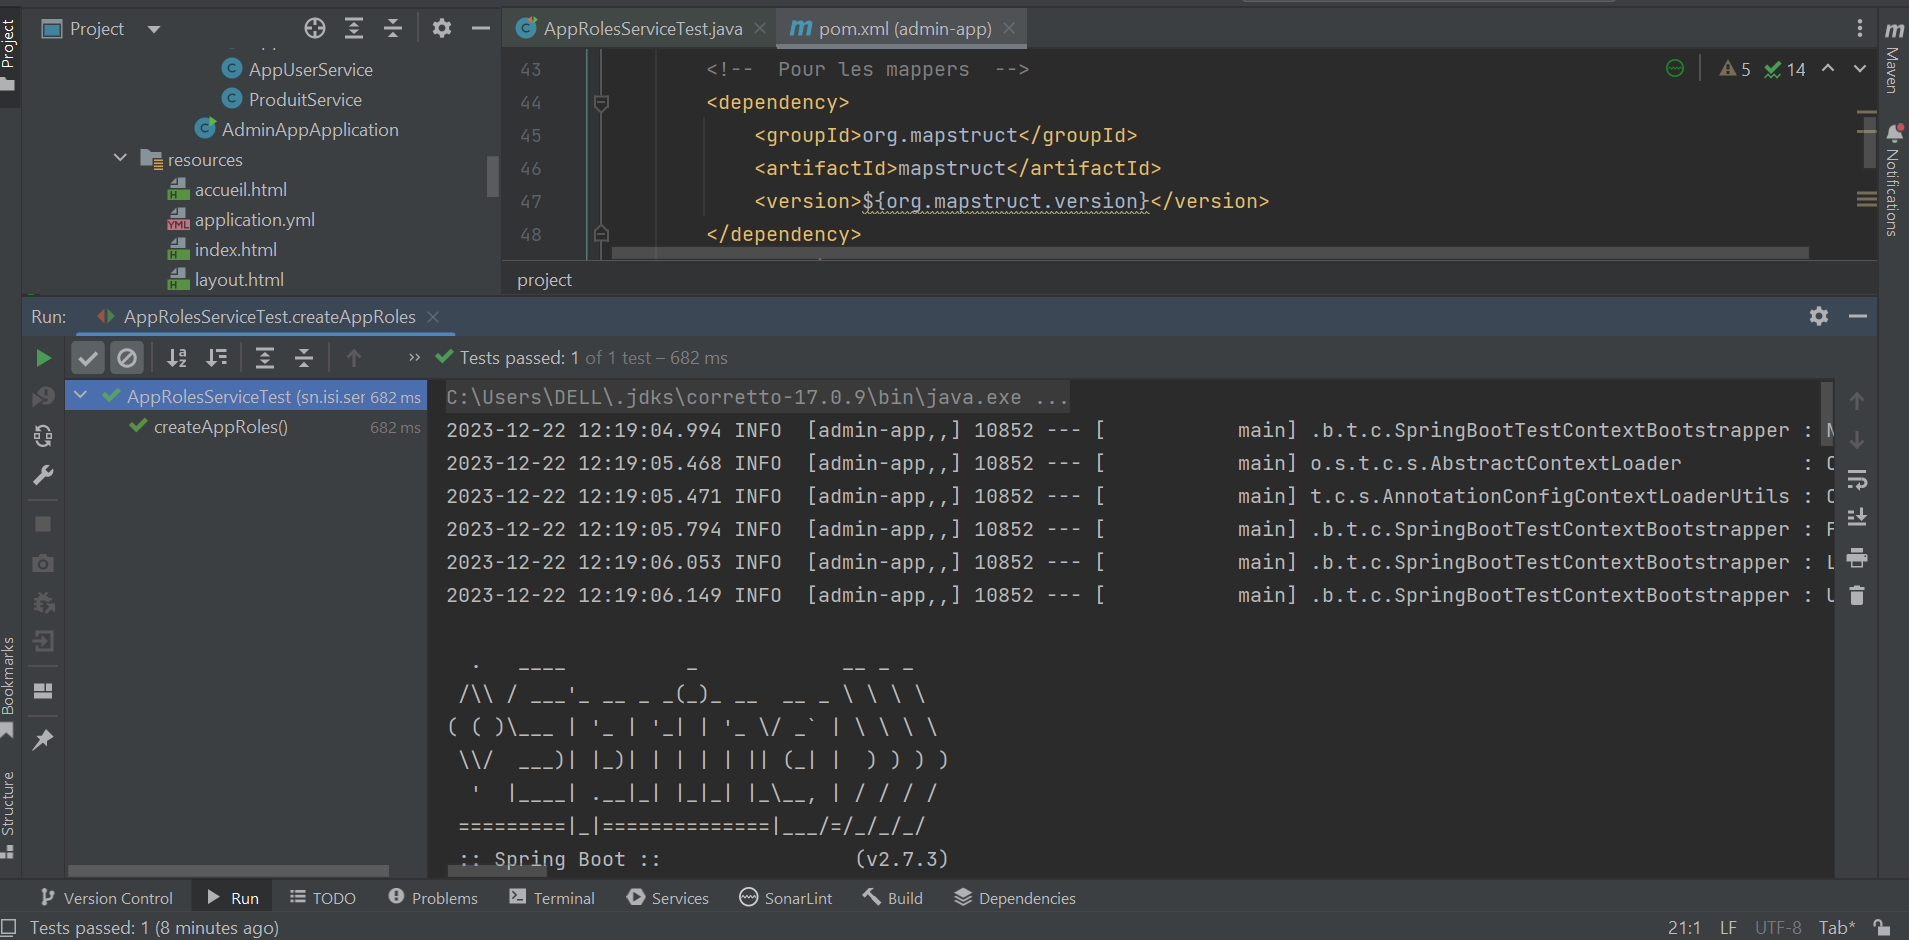 Project
AppRolesServiceTest.java
pom.xml (admin-app)
Project
AppUserService
ProduitService
AdminAppApplication
resources
accueil.html
application.yml
index.html
layout.html
43 <!--  Pour les mappers  -->
44 <dependency>
45 <groupId>org.mapstruct</groupId>
46 <artifactId>mapstruct</artifactId>
47 <version>${org.mapstruct.version}</version>
48 </dependency>
5 14
project
Maven
Notifications
Run: AppRolesServiceTest.createAppRoles
Tests passed: 1 of 1 test – 682 ms
AppRolesServiceTest (sn.isi.ser 682 ms
createAppRoles() 682 ms
C:\Users\DELL\.jdks\corretto-17.0.9\bin\java.exe ...
2023-12-22 12:19:04.994 INFO  [admin-app,,] 10852 --- [           main] .b.t.c.SpringBootTestContextBootstrapper :
2023-12-22 12:19:05.468 INFO  [admin-app,,] 10852 --- [           main] o.s.t.c.s.AbstractContextLoader          :
2023-12-22 12:19:05.471 INFO  [admin-app,,] 10852 --- [           main] t.c.s.AnnotationConfigContextLoaderUtils :
2023-12-22 12:19:05.794 INFO  [admin-app,,] 10852 --- [           main] .b.t.c.SpringBootTestContextBootstrapper :
2023-12-22 12:19:06.053 INFO  [admin-app,,] 10852 --- [           main] .b.t.c.SpringBootTestContextBootstrapper :
2023-12-22 12:19:06.149 INFO  [admin-app,,] 10852 --- [           main] .b.t.c.SpringBootTestContextBootstrapper :
  .   ____          _            __ _ _
 /\\ / ___'_ __ _ _(_)_ __  __ _ \ \ \ \
( ( )\___ | '_ | '_| | '_ \/ _` | \ \ \ \
 \\/  ___)| |_)| | | | | || (_| |  ) ) ) )
  '  |____| .__|_| |_|_| |_\__, | / / / /
 =========|_|==============|___/=/_/_/_/
 :: Spring Boot ::                (v2.7.3)
Bookmarks
Structure
Version Control
Run
TODO
Problems
Terminal
Services
SonarLint
Build
Dependencies
Tests passed: 1 (8 minutes ago)
21:1 LF UTF-8 Tab*